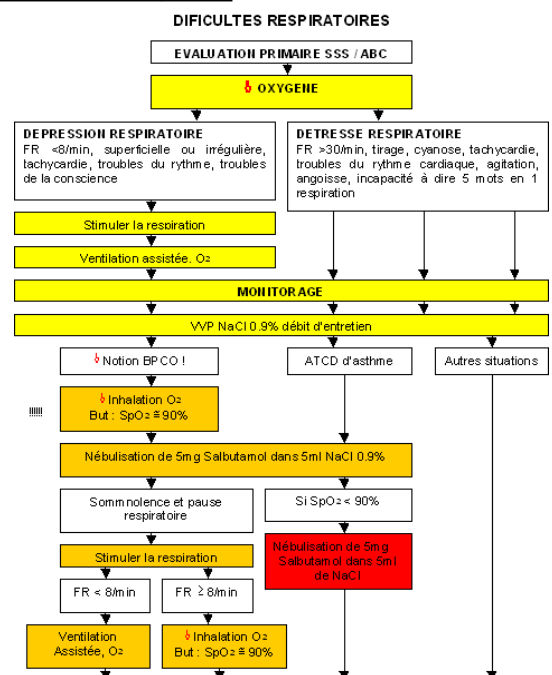 DIFICULTES RESPIRATOIRES
EVALUATION PRIMAIRE SSS / ABC
OXYGENE
DEPRESSION RESPIRATOIRE
FR <8/min, superficielle ou irrégulière,
tachycardie, troubles du rythme, troubles
de la conscience
DETRESSE RESPIRATOIRE
FR >30/min, tirage, cyanose, tachycardie,
troubles du rythme cardiaque, agitation,
angoisse, incapacité à dire 5 mots en 1
respiration
Stimuler la respiration
Ventilation assistée. O2
MONITORAGE
VVP NaCl 0.9% débit d'entretien
Notion BPCO !
ATCD d'asthme
Autres situations
!!!!!!
Inhalation O2
But : SpO2 ≅ 90%
Nébulisation de 5mg Salbutamol dans 5ml NaCl 0.9%
Sommnolence et pause
respiratoire
Si SpO2 < 90%
Stimuler la respiration
Nébulisation de 5mg
Salbutamol dans 5ml
de NaCl
FR < 8/min
FR ≥ 8/min
Ventilation
Assistée, O2
Inhalation O2
But : SpO2 ≅ 90%